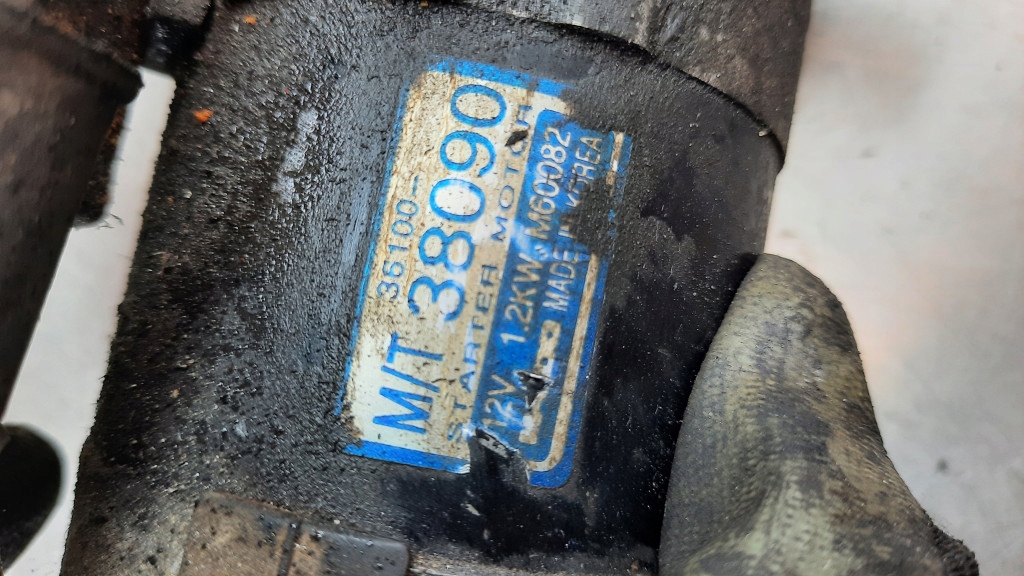 36100-
M/T 38090
STARTER MOTOR
12V 1.2KW M60082
MADE IN KOREA